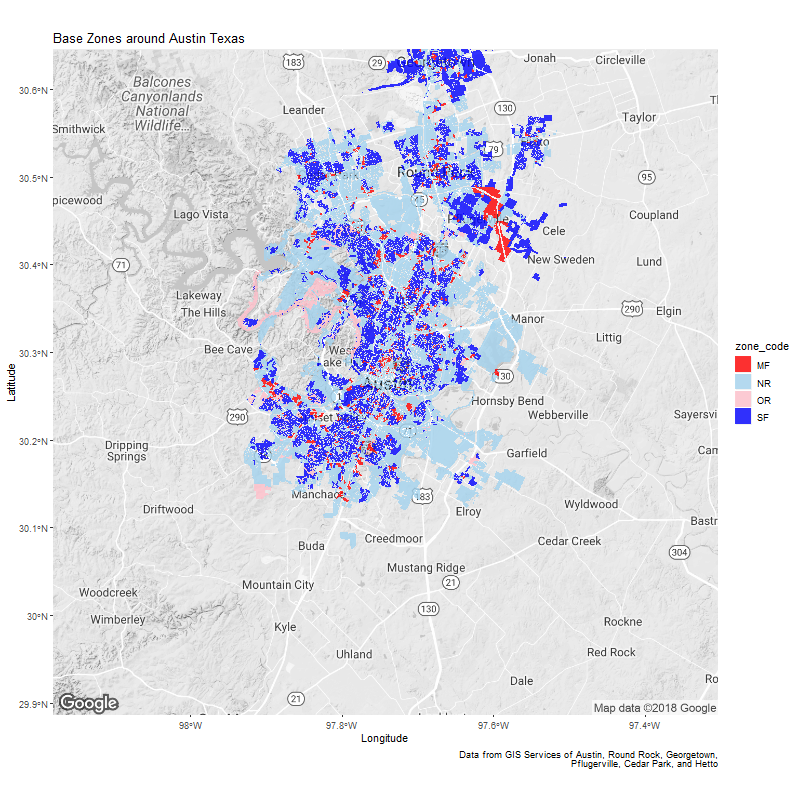 Base Zones around Austin Texas
183
29
Jonah
Circleville
Balcones
Canyonlands
National
Wildlife...
30.6°N
Leander
130
Taylor
Smithwick
79
30.5°N
95
picewood
Lago Vista
45
Coupland
Cele
71
30.4°N
New Sweden
Lund
Lakeway
The Hills
290
Elgin
Manor
Littig
Bee Cave
30.3°N
West
Lake H
Austin
130
Hornsby Bend
Webberville
Sayersvi
290
30.2°N
Dripping
Springs
Garfield
Cam
Manchac
183
Driftwood
Elroy
Wyldwood
Bastr
30.1°N
Buda
Creedmoor
Cedar Creek
304
Mustang Ridge
Mountain City
21
Woodcreek
130
Wimberley
30°N
Rockne
Kyle
Uhland
Red Rock
Dale
Ro
21
29.9°N
Google
Map data ©2018 Google
98°W
97.8°W
97.6°W
97.4°W
Longitude
Latitude
zone_code
MF
NR
OR
SF
Data from GIS Services of Austin, Round Rock, Georgetown,
Pflugerville, Cedar Park, and Hetto